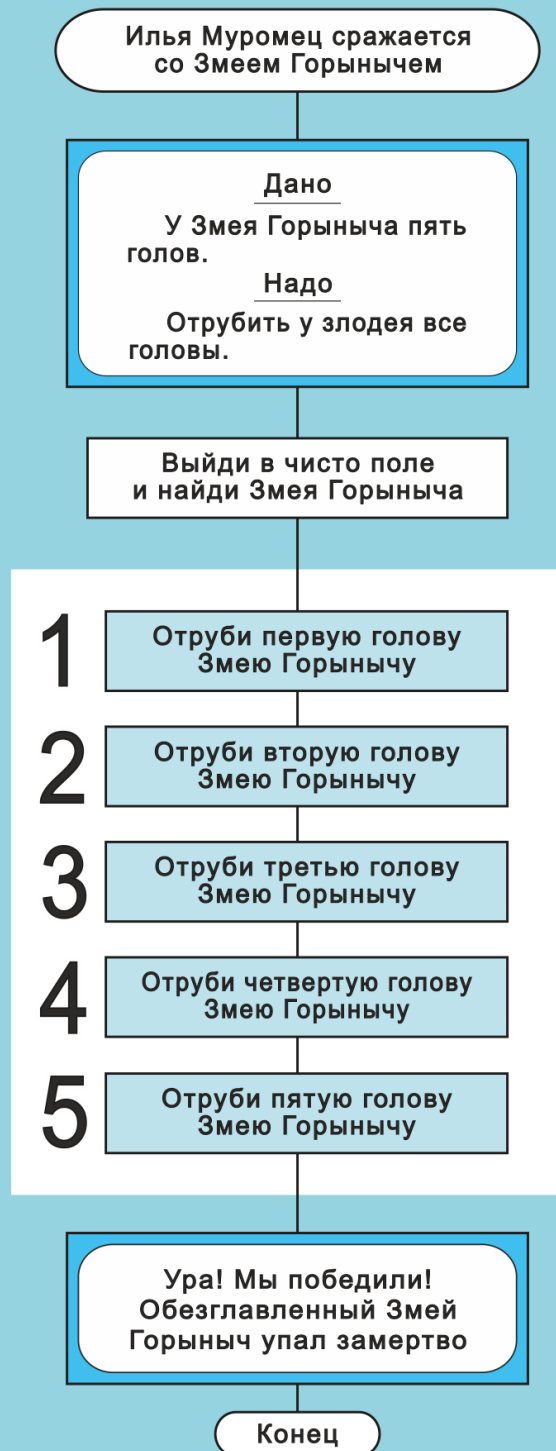 Илья Муромец сражается
со Змеем Горынычем
Дано
У Змея Горыныча пять
голов.
Надо
Отрубить у злодея все
головы.
Выйди в чисто поле
и найди Змея Горыныча
1
Отруби первую голову
Змею Горынычу
2
Отруби вторую голову
Змею Горынычу
3
Отруби третью голову
Змею Горынычу
4
Отруби четвертую голову
Змею Горынычу
5
Отруби пятую голову
Змею Горынычу
Ура! Мы победили!
Обезглавленный Змей
Горыныч упал замертво
Конец